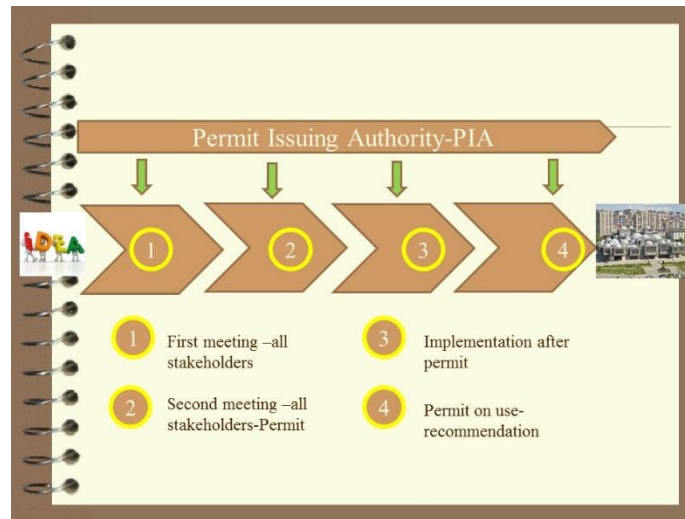 Permit Issuing Authority-PIA
IDEA
1
2
3
4
1
First meeting –all
stakeholders
2
Second meeting –all
stakeholders-Permit
3
Implementation after
permit
4
Permit on use-
recommendation